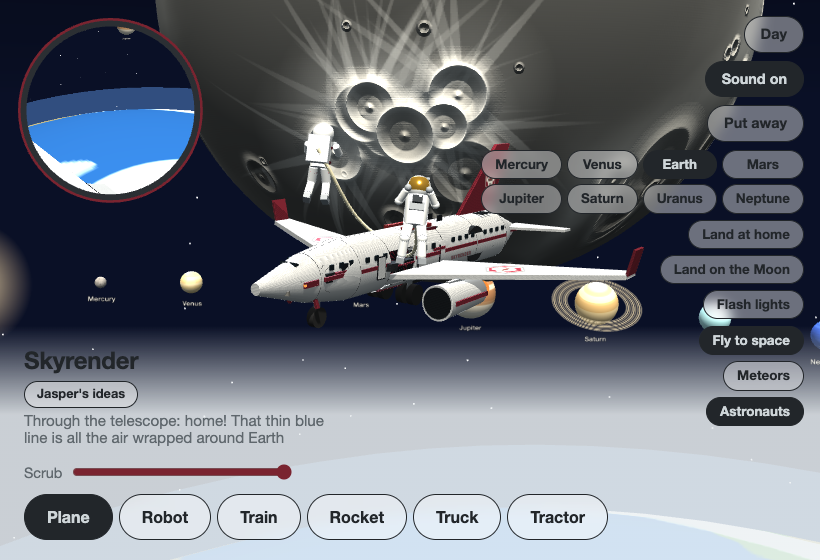 Day
Sound on
Put away
Mercury Venus Earth Mars
Jupiter Saturn Uranus Neptune
Land at home
Land on the Moon
Flash lights
Fly to space
Meteors
Astronauts
Mercury
Venus
Mars
Jupiter
Saturn
Skyrender
Jasper's ideas
Through the telescope: home! That thin blue
line is all the air wrapped around Earth
Scrub
Plane Robot Train Rocket Truck Tractor